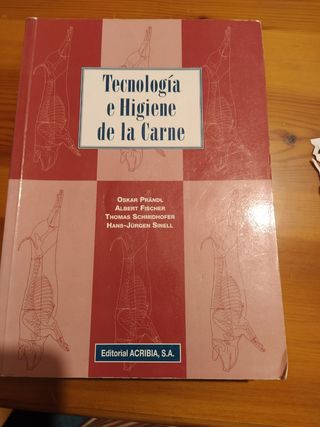 Tecnología
e Higiene
de la Carne
OSKAR PRÄNDL
ALBERT FISCHER
THOMAS SCHMIDHOFER
HANS-JÜRGEN SINELL
Editorial ACRIBIA, S.A.